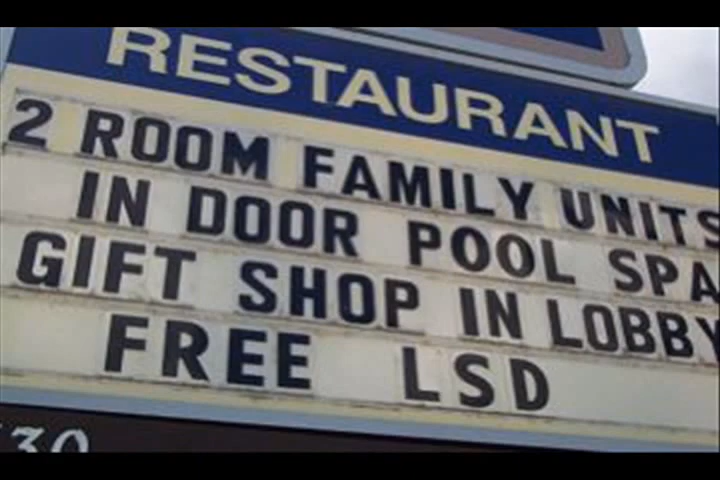 RESTAURANT
2 ROOM FAMILY UNITS
IN DOOR POOL SPA
GIFT SHOP IN LOBBY
FREE LSD